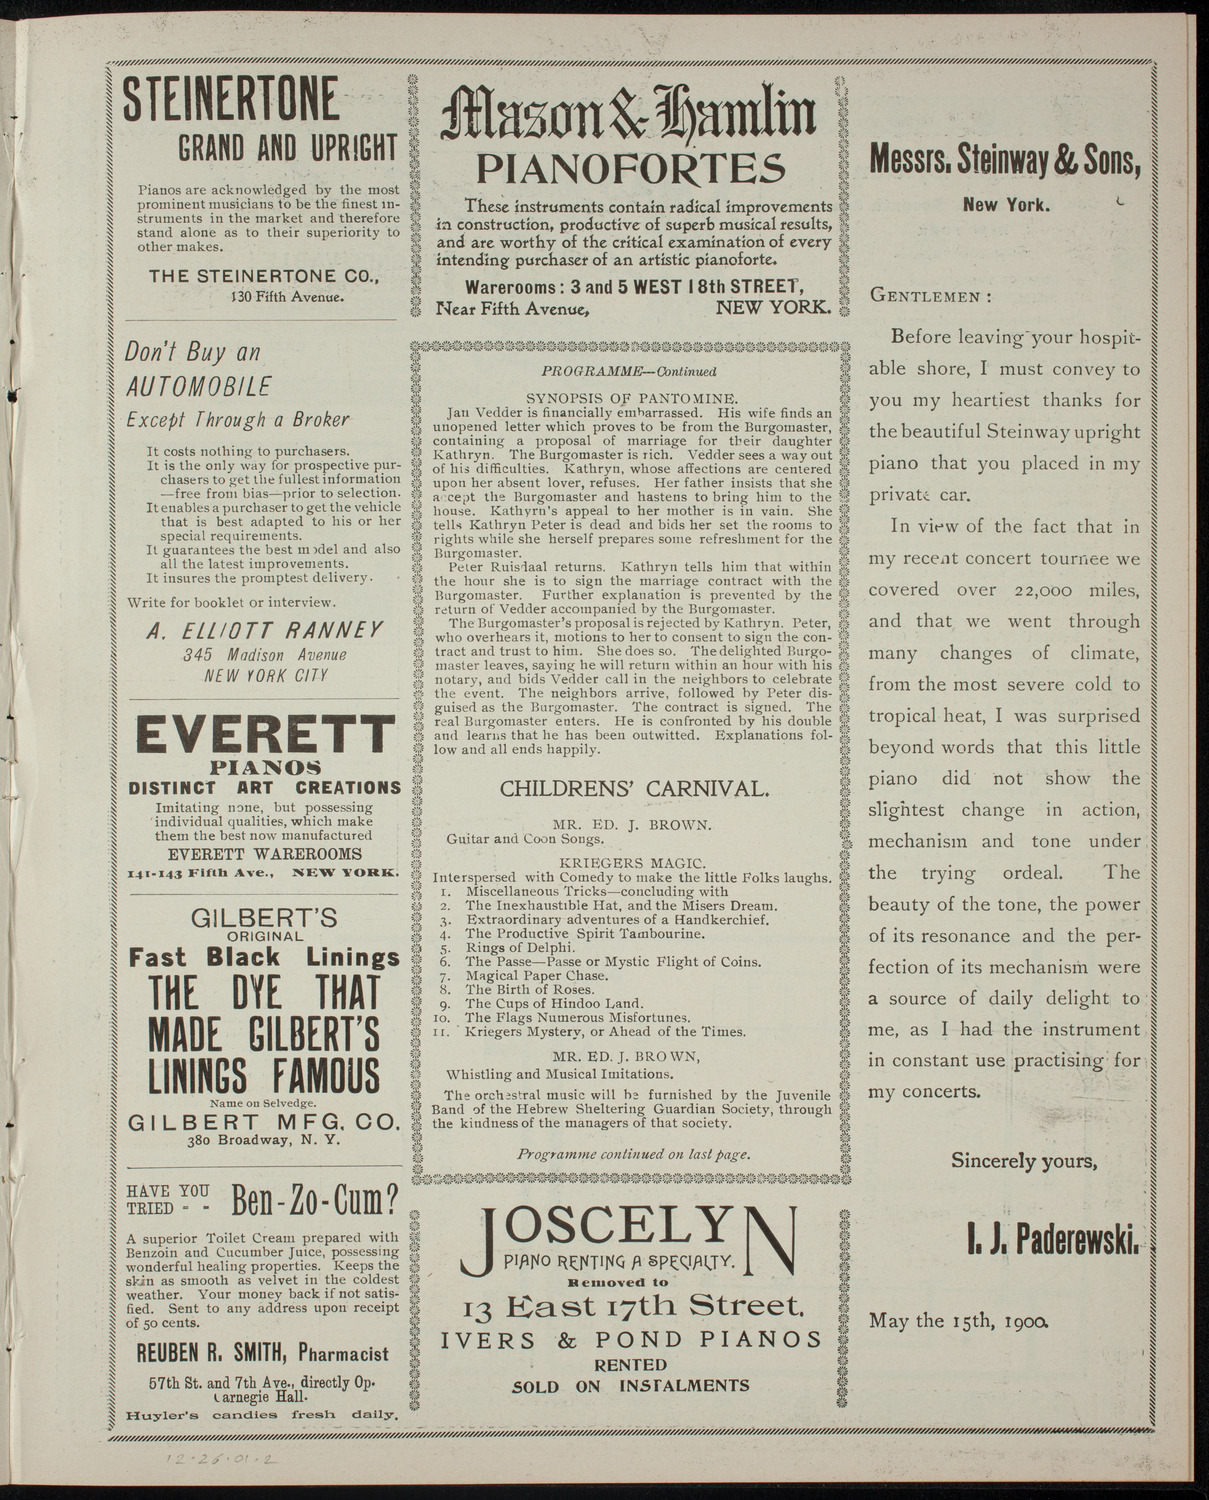 STEINERTONE
GRAND AND UPRIGHT
Pianos are acknowledged by the most
prominent musicians to be the finest in-
struments in the market and therefore
stand alone as to their superiority to
other makes.
THE STEINERTONE CO.,
130 Fifth Avenue.
Don't Buy an
AUTOMOBILE
Except Through a Broker
It costs nothing to purchasers.
It is the only way for prospective pur-
chasers to get the fullest information
—free from bias—prior to selection.
It enables a purchaser to get the vehicle
that is best adapted to his or her
special requirements.
It guarantees the best model and also
all the latest improvements.
It insures the promptest delivery.
Write for booklet or interview.
A. ELLIOTT RANNEY
345 Madison Avenue
NEW YORK CITY
EVERETT
PIANOS
DISTINCT ART CREATIONS
Imitating none, but possessing
individual qualities, which make
them the best now manufactured
EVERETT WAREROOMS
141-143 Fifth Ave., NEW YORK.
GILBERT'S
ORIGINAL
Fast Black Linings
THE DYE THAT
MADE GILBERT'S
LININGS FAMOUS
Name on Selvedge.
GILBERT MFG. CO.
380 Broadway, N. Y.
HAVE YOU
TRIED - - Ben-Zo-Cum?
A superior Toilet Cream prepared with
Benzoin and Cucumber Juice, possessing
wonderful healing properties. Keeps the
skin as smooth as velvet in the coldest
weather. Your money back if not satis-
fied. Sent to any address upon receipt
of 50 cents.
REUBEN R. SMITH, Pharmacist
57th St. and 7th Ave., directly Op.
Carnegie Hall.
Huyler's candies fresh daily.
Mason & Hamlin
PIANOFORTES
These instruments contain radical improvements
in construction, productive of superb musical results,
and are worthy of the critical examination of every
intending purchaser of an artistic pianoforte.
Warerooms: 3 and 5 WEST 18th STREET,
Near Fifth Avenue, NEW YORK.
PROGRAMME—Continued
SYNOPSIS OF PANTOMINE.
Jan Vedder is financially embarrassed. His wife finds an
unopened letter which proves to be from the Burgomaster,
containing a proposal of marriage for their daughter
Kathryn. The Burgomaster is rich. Vedder sees a way out
of his difficulties. Kathryn, whose affections are centered
upon her absent lover, refuses. Her father insists that she
accept the Burgomaster and hastens to bring him to the
house. Kathyrn's appeal to her mother is in vain. She
tells Kathryn Peter is dead and bids her set the rooms to
rights while she herself prepares some refreshment for the
Burgomaster.
Peter Ruisdaal returns. Kathryn tells him that within
the hour she is to sign the marriage contract with the
Burgomaster. Further explanation is prevented by the
return of Vedder accompanied by the Burgomaster.
The Burgomaster's proposal is rejected by Kathryn. Peter,
who overhears it, motions to her to consent to sign the con-
tract and trust to him. She does so. The delighted Burgo-
master leaves, saying he will return within an hour with his
notary, and bids Vedder call in the neighbors to celebrate
the event. The neighbors arrive, followed by Peter dis-
guised as the Burgomaster. The contract is signed. The
real Burgomaster enters. He is confronted by his double
and learns that he has been outwitted. Explanations fol-
low and all ends happily.
CHILDRENS' CARNIVAL.
MR. ED. J. BROWN.
Guitar and Coon Songs.
KRIEGERS MAGIC.
Interspersed with Comedy to make the little Folks laughs.
1. Miscellaneous Tricks—concluding with
2. The Inexhaustible Hat, and the Misers Dream.
3. Extraordinary adventures of a Handkerchief.
4. The Productive Spirit Tambourine.
5. Rings of Delphi.
6. The Passe—Passe or Mystic Flight of Coins.
7. Magical Paper Chase.
8. The Birth of Roses.
9. The Cups of Hindoo Land.
10. The Flags Numerous Misfortunes.
11. Kriegers Mystery, or Ahead of the Times.
MR. ED. J. BROWN,
Whistling and Musical Imitations.
The orchestral music will be furnished by the Juvenile
Band of the Hebrew Sheltering Guardian Society, through
the kindness of the managers of that society.
Programme continued on last page.
JOSCELYN
PIANO RENTING A SPECIALTY.
Removed to
13 East 17th Street.
IVERS & POND PIANOS
RENTED
SOLD ON INSTALMENTS
Messrs. Steinway & Sons,
New York.
GENTLEMEN:
Before leaving your hospit-
able shore, I must convey to
you my heartiest thanks for
the beautiful Steinway upright
piano that you placed in my
private car.
In view of the fact that in
my recent concert tournee we
covered over 22,000 miles,
and that we went through
many changes of climate,
from the most severe cold to
tropical heat, I was surprised
beyond words that this little
piano did not show the
slightest change in action,
mechanism and tone under
the trying ordeal. The
beauty of the tone, the power
of its resonance and the per-
fection of its mechanism were
a source of daily delight to
me, as I had the instrument
in constant use practising for
my concerts.
Sincerely yours,
I. J. Paderewski.
May the 15th, 1900.
12.26.01.2